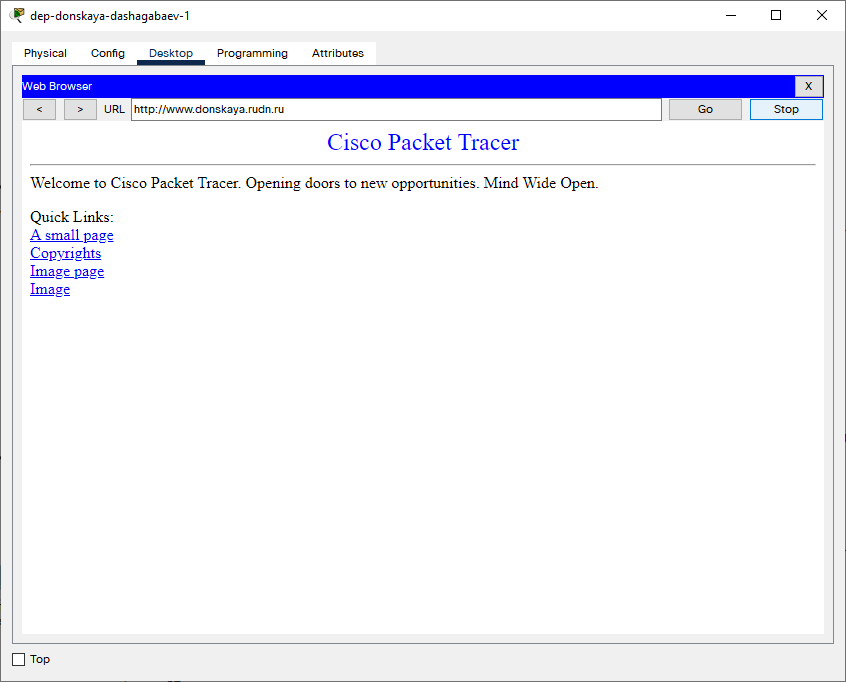 dep-donskaya-dashagabaev-1
Physical Config Desktop Programming Attributes
Web Browser X
< > URL http://www.donskaya.rudn.ru Go Stop
Cisco Packet Tracer
Welcome to Cisco Packet Tracer. Opening doors to new opportunities. Mind Wide Open.
Quick Links:
A small page
Copyrights
Image page
Image
Top